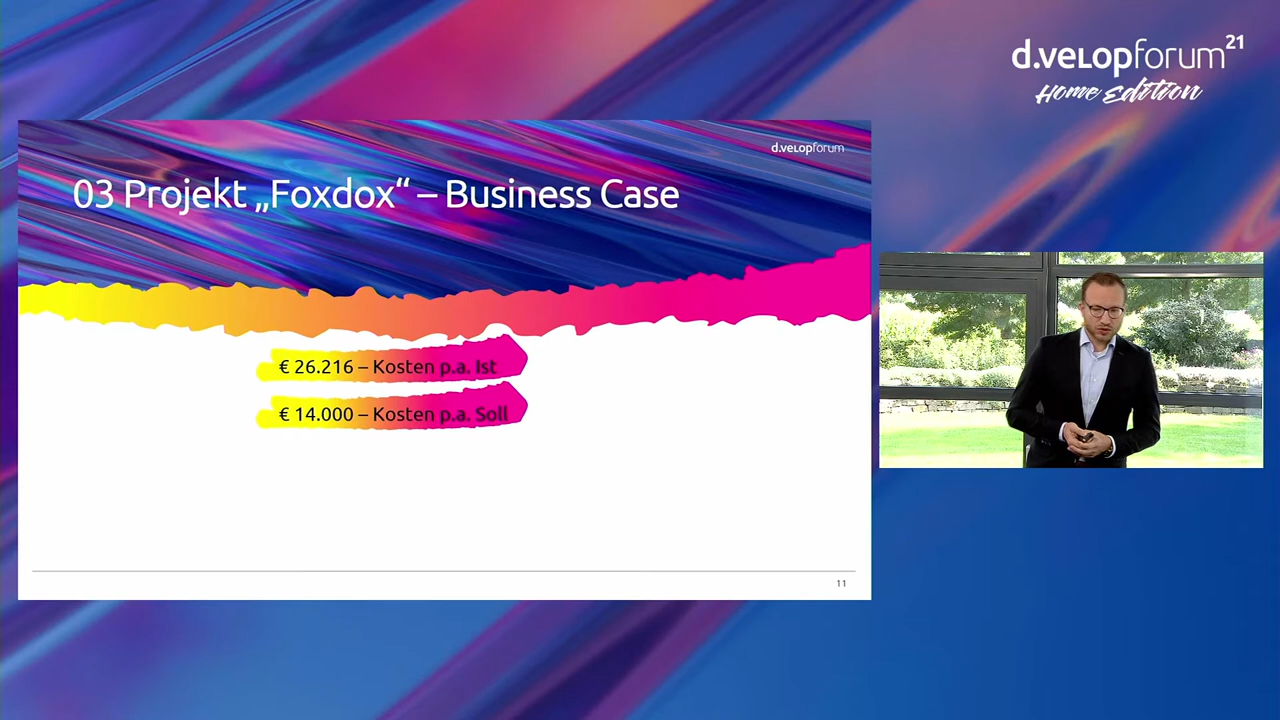 d.velopforum21
Home Edition
d.velopforum
03 Projekt „Foxdox“ – Business Case
€ 26.216 – Kosten p.a. Ist
€ 14.000 – Kosten p.a. Soll
11